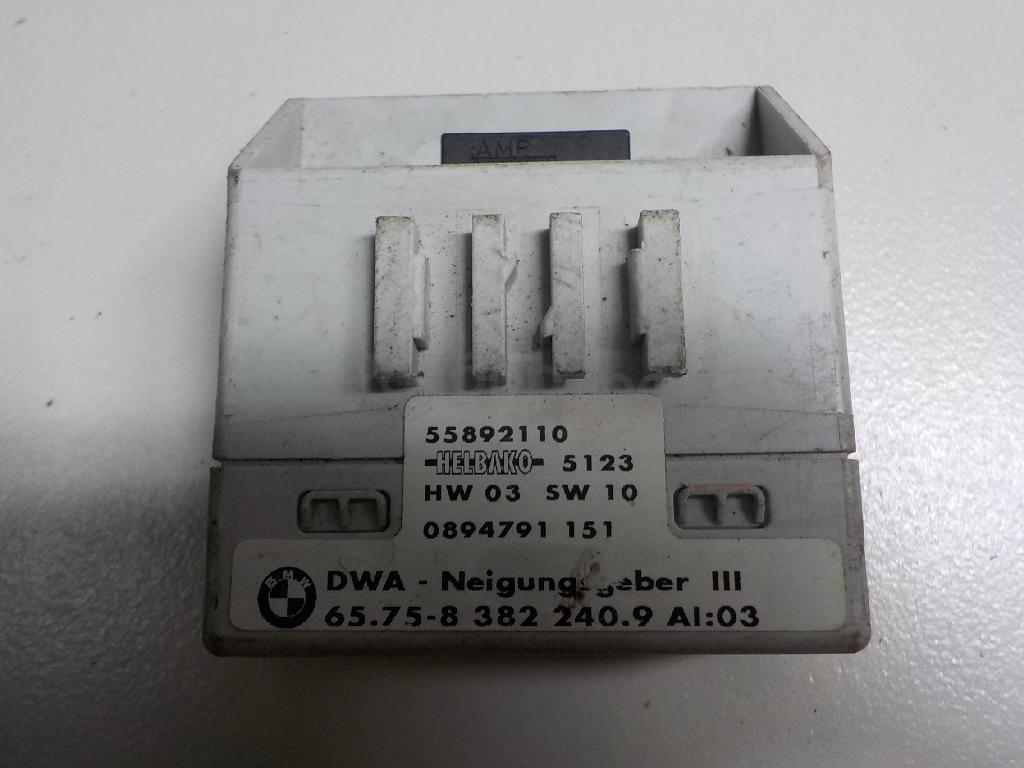 AMP
55892110
HELBAKO 5123
HW 03 SW 10
0894791 151
BMW DWA - Neigungsgeber III
65.75-8 382 240.9 AI:03